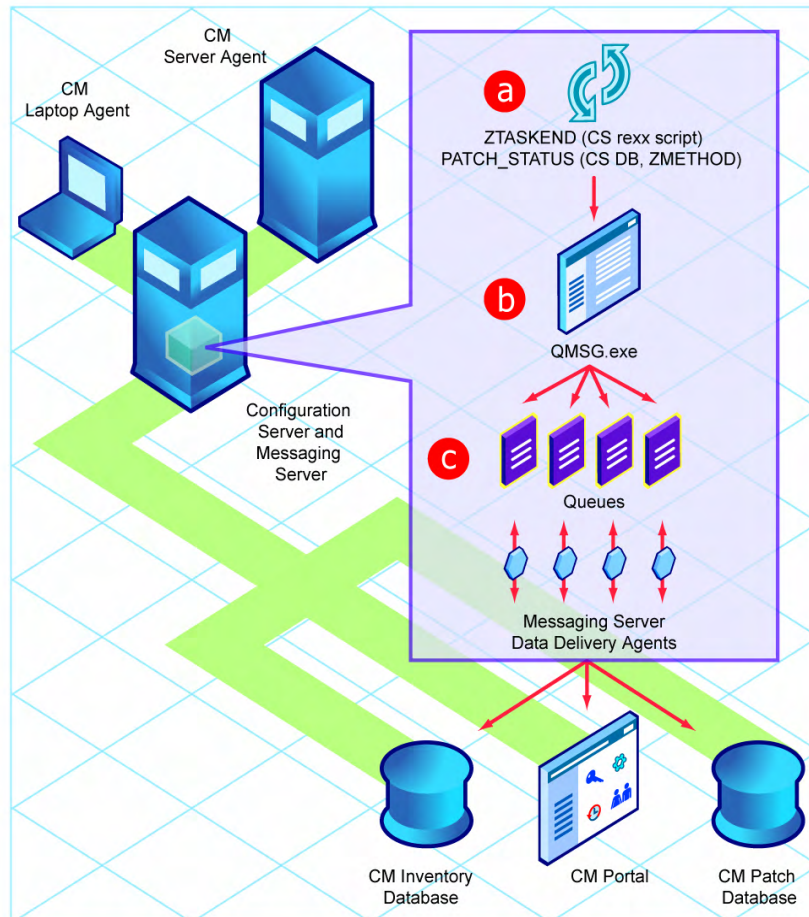 CM
Server Agent
CM
Laptop Agent
a
ZTASKEND (CS rexx script)
PATCH_STATUS (CS DB, ZMETHOD)
b
QMSG.exe
Configuration
Server and
Messaging
Server
c
Queues
Messaging Server
Data Delivery Agents
CM Inventory
Database
CM Portal
CM Patch
Database